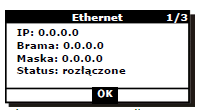 Ethernet 1/3
IP: 0.0.0.0
Brama: 0.0.0.0
Maska: 0.0.0.0
Status: rozlączone
OK